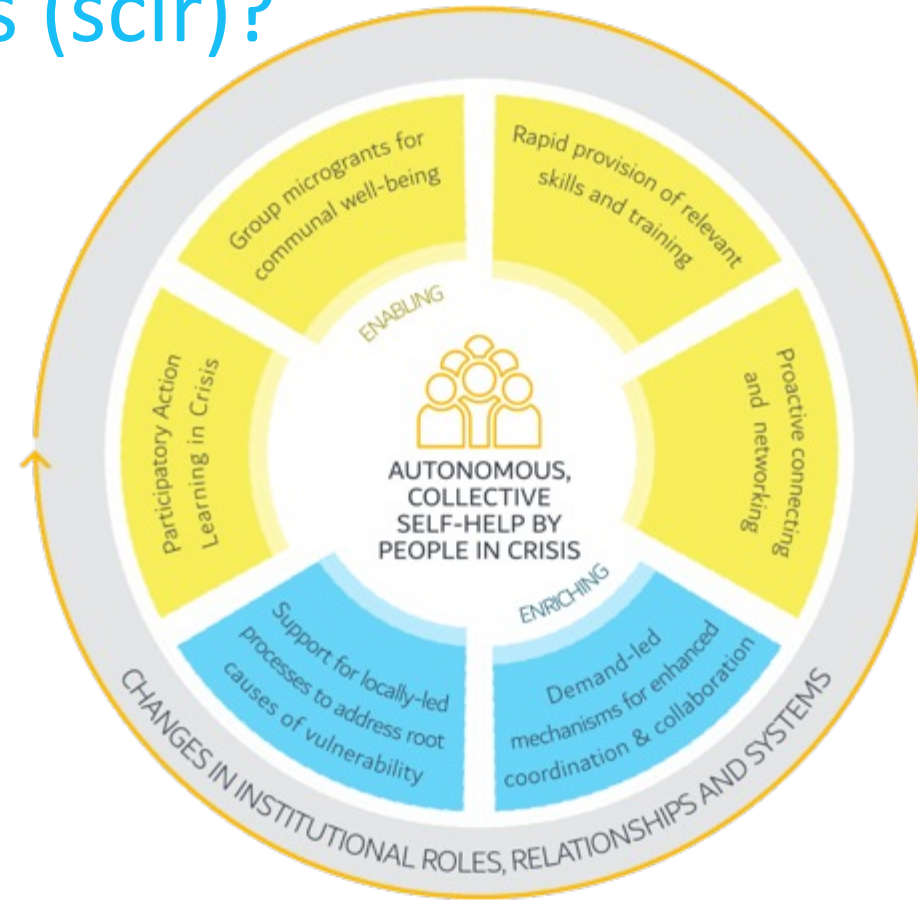 s (scir)?
Group microgrants for
communal well-being
Rapid provision of relevant
skills and training
Proactive connecting
and networking
Demand-led
mechanisms for enhanced
coordination & collaboration
Support for locally-led
processes to address root
causes of vulnerability
Participatory Action
Learning in Crisis
ENABLING
AUTONOMOUS,
COLLECTIVE
SELF-HELP BY
PEOPLE IN CRISIS
ENRICHING
CHANGES IN INSTITUTIONAL ROLES, RELATIONSHIPS AND SYSTEMS